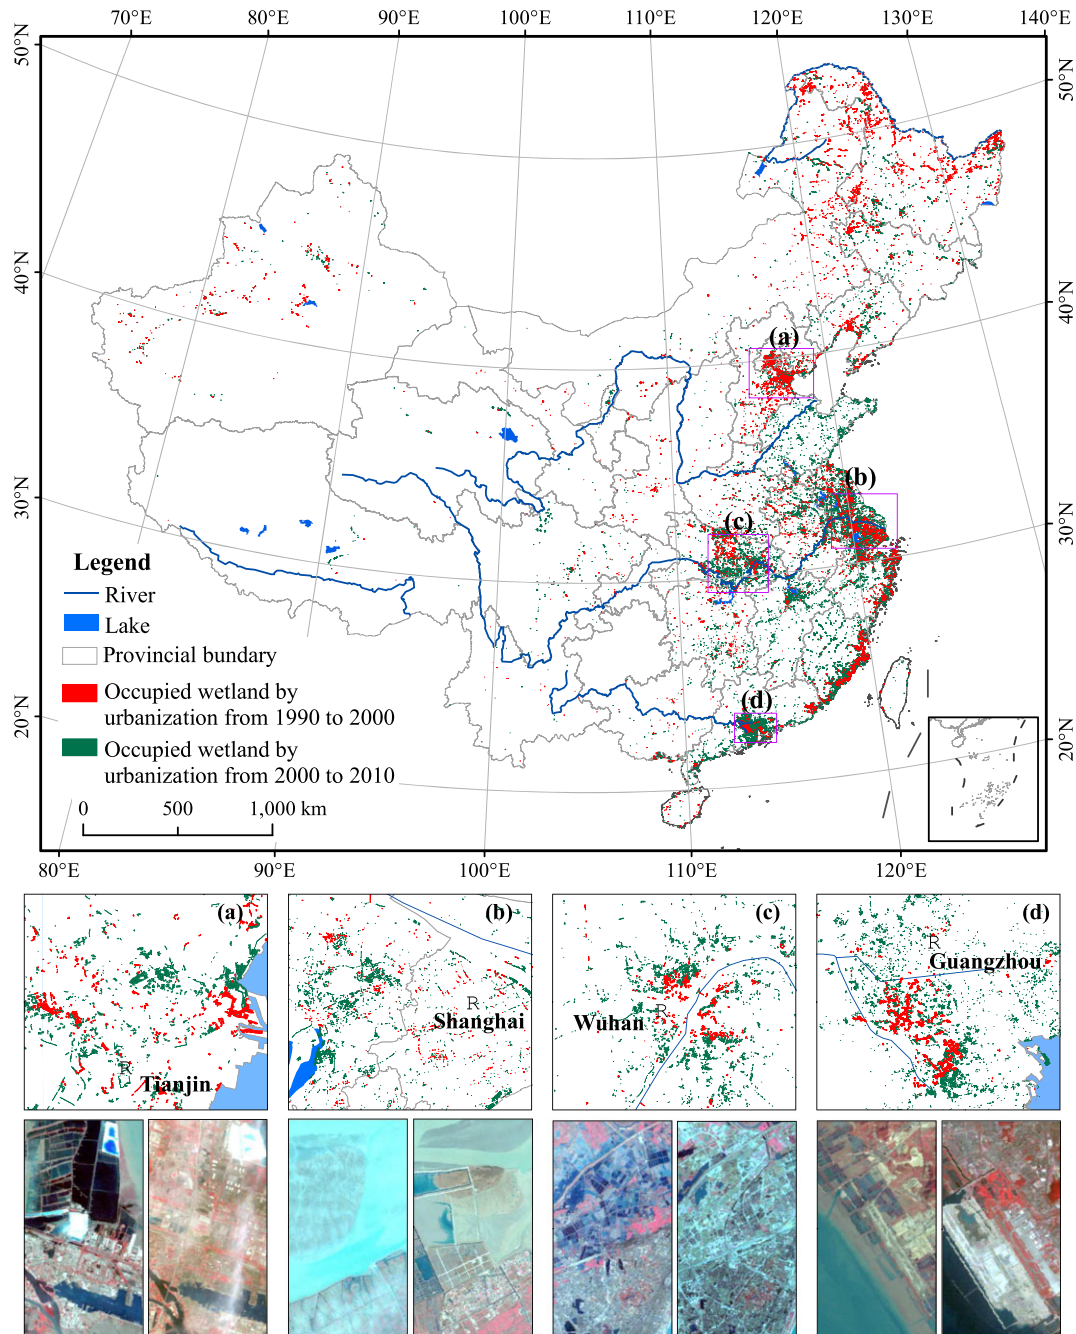 70°E 80°E 90°E 100°E 110°E 120°E 130°E 140°E
50°N
50°N
40°N
40°N
30°N
30°N
20°N
20°N
(a)
(b)
(c)
(d)
Legend
River
Lake
Provincial bundary
Occupied wetland by
urbanization from 1990 to 2000
Occupied wetland by
urbanization from 2000 to 2010
0 500 1,000 km
80°E 90°E 100°E 110°E 120°E
(a)
R
Tianjin
(b)
R
Shanghai
(c)
R
Wuhan
(d)
R
Guangzhou